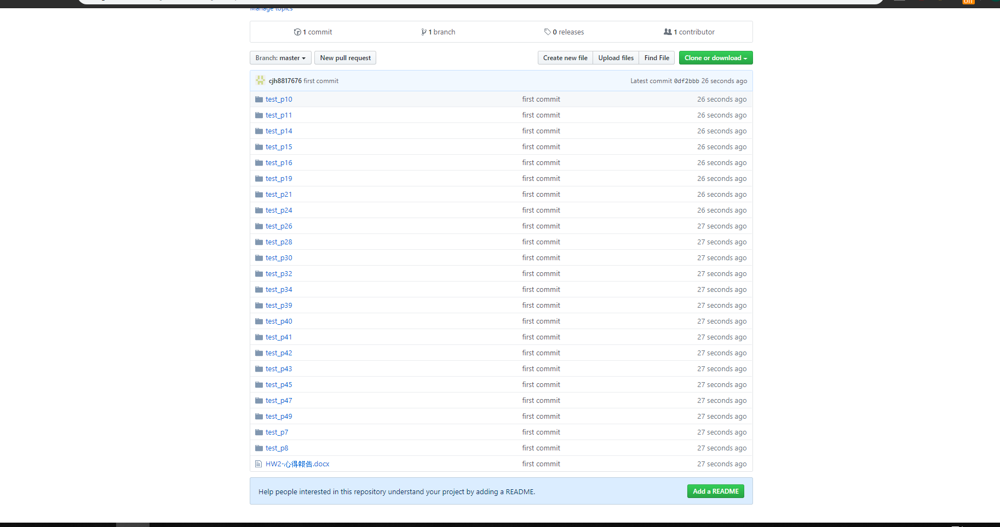 Manage topics
1 commit 1 branch 0 releases 1 contributor
Branch: master New pull request Create new file Upload files Find File Clone or download
cjh8817676 first commit Latest commit 0df2bbb 26 seconds ago
test_p10 first commit 26 seconds ago
test_p11 first commit 26 seconds ago
test_p14 first commit 26 seconds ago
test_p15 first commit 26 seconds ago
test_p16 first commit 26 seconds ago
test_p19 first commit 26 seconds ago
test_p21 first commit 26 seconds ago
test_p24 first commit 26 seconds ago
test_p26 first commit 27 seconds ago
test_p28 first commit 27 seconds ago
test_p30 first commit 27 seconds ago
test_p32 first commit 27 seconds ago
test_p34 first commit 27 seconds ago
test_p39 first commit 27 seconds ago
test_p40 first commit 27 seconds ago
test_p41 first commit 27 seconds ago
test_p42 first commit 27 seconds ago
test_p43 first commit 27 seconds ago
test_p45 first commit 27 seconds ago
test_p47 first commit 27 seconds ago
test_p49 first commit 27 seconds ago
test_p7 first commit 27 seconds ago
test_p8 first commit 27 seconds ago
HW2-心得報告.docx first commit 27 seconds ago
Help people interested in this repository understand your project by adding a README. Add a README